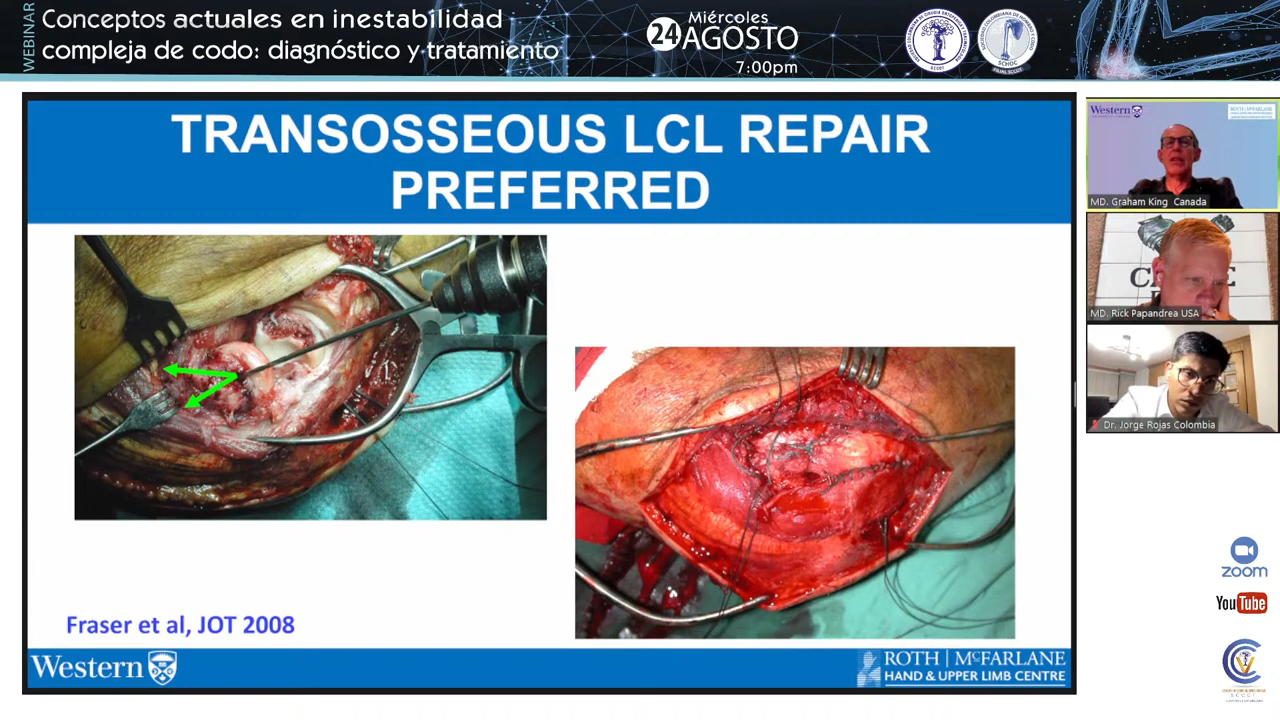 WEBINAR
Conceptos actuales en inestabilidad
compleja de codo: diagnóstico y tratamiento
Miércoles
24 AGOSTO
7:00pm
SCHOC
TRANSOSSEOUS LCL REPAIR
PREFERRED
Fraser et al, JOT 2008
Western
ROTH | MCFARLANE
HAND & UPPER LIMB CENTRE
Western
MD. Graham King Canada
MD. Rick Papandrea USA
Dr. Jorge Rojas Colombia
zoom
YouTube